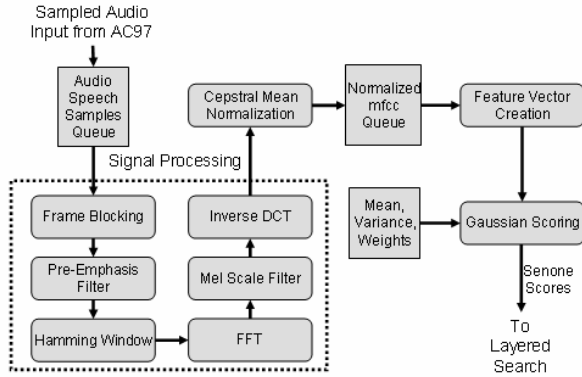 Sampled Audio
Input from AC97
Audio
Speech
Samples
Queue
Signal Processing
Frame Blocking
Pre-Emphasis
Filter
Hamming Window
FFT
Mel Scale Filter
Inverse DCT
Cepstral Mean
Normalization
Normalized
mfcc
Queue
Feature Vector
Creation
Mean,
Variance,
Weights
Gaussian Scoring
Senone
Scores
To
Layered
Search